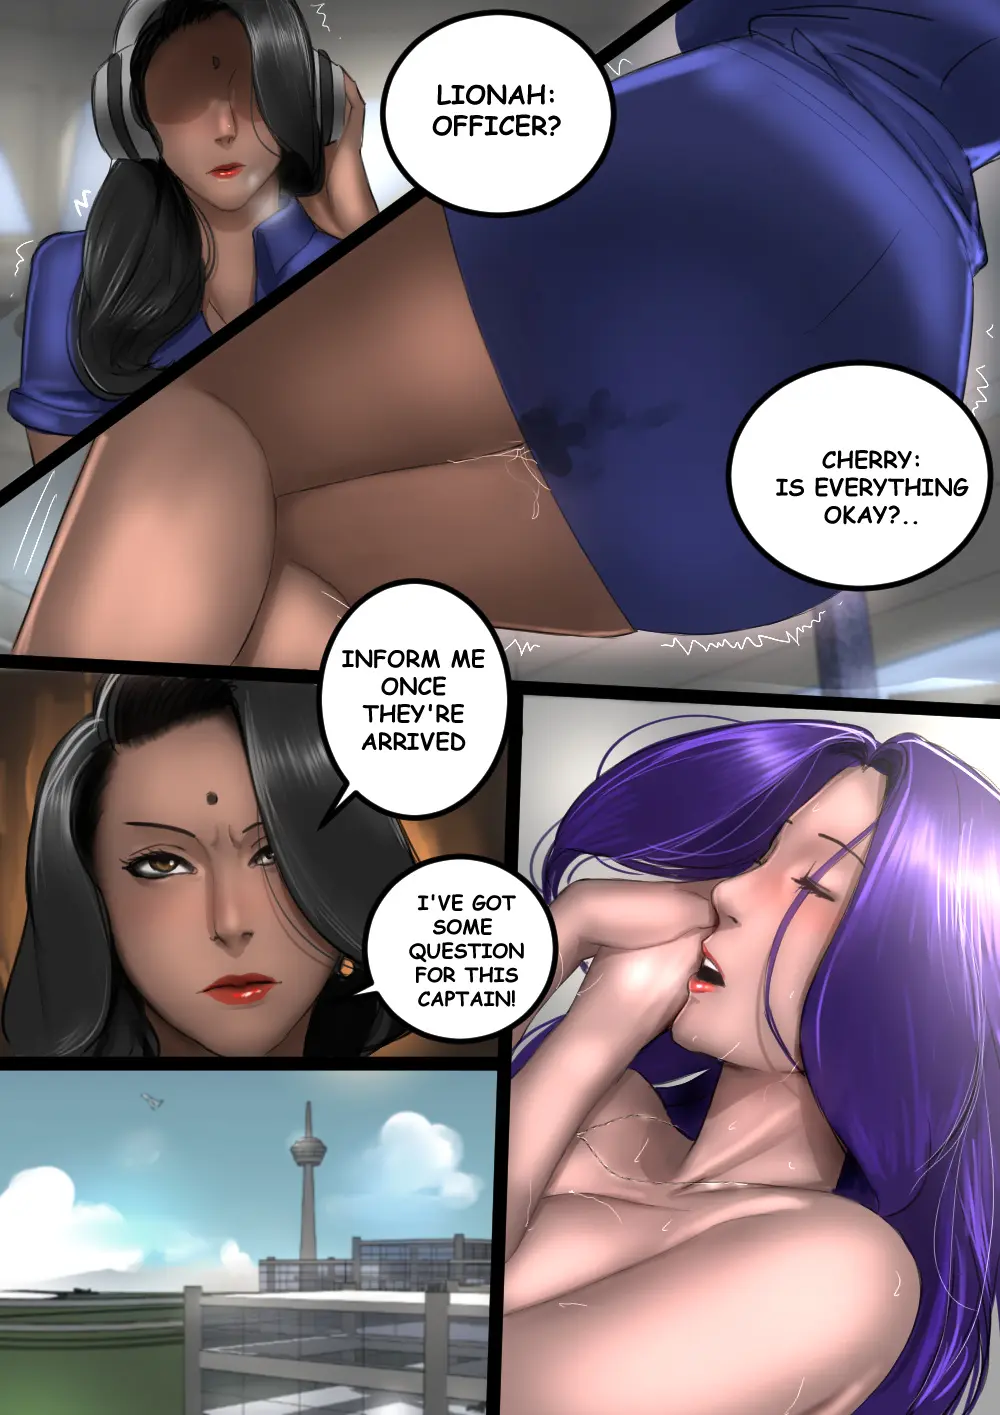 LIONAH:
OFFICER?
CHERRY:
IS EVERYTHING
OKAY?..
INFORM ME
ONCE
THEY'RE
ARRIVED
I'VE GOT
SOME
QUESTION
FOR THIS
CAPTAIN!